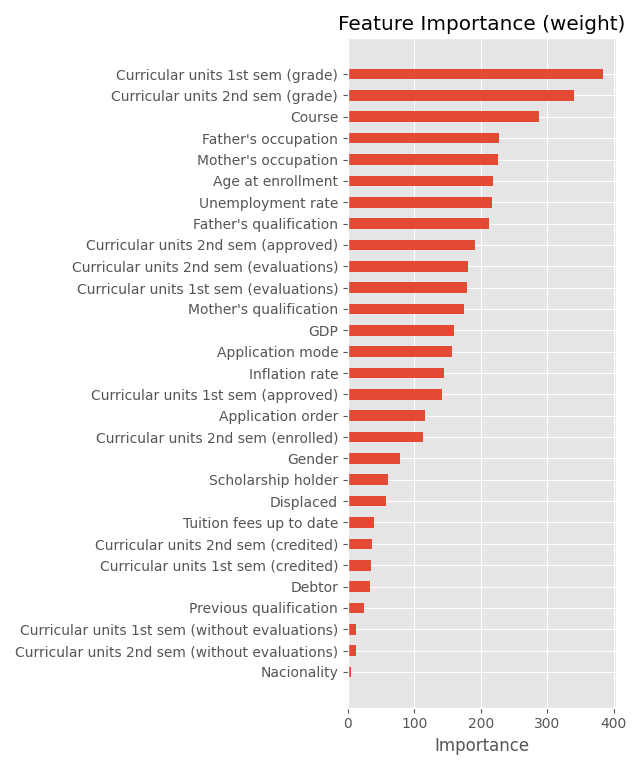 Feature Importance (weight)
Curricular units 1st sem (grade)
Curricular units 2nd sem (grade)
Course
Father's occupation
Mother's occupation
Age at enrollment
Unemployment rate
Father's qualification
Curricular units 2nd sem (approved)
Curricular units 2nd sem (evaluations)
Curricular units 1st sem (evaluations)
Mother's qualification
GDP
Application mode
Inflation rate
Curricular units 1st sem (approved)
Application order
Curricular units 2nd sem (enrolled)
Gender
Scholarship holder
Displaced
Tuition fees up to date
Curricular units 2nd sem (credited)
Curricular units 1st sem (credited)
Debtor
Previous qualification
Curricular units 1st sem (without evaluations)
Curricular units 2nd sem (without evaluations)
Nacionality
0 100 200 300 400
Importance